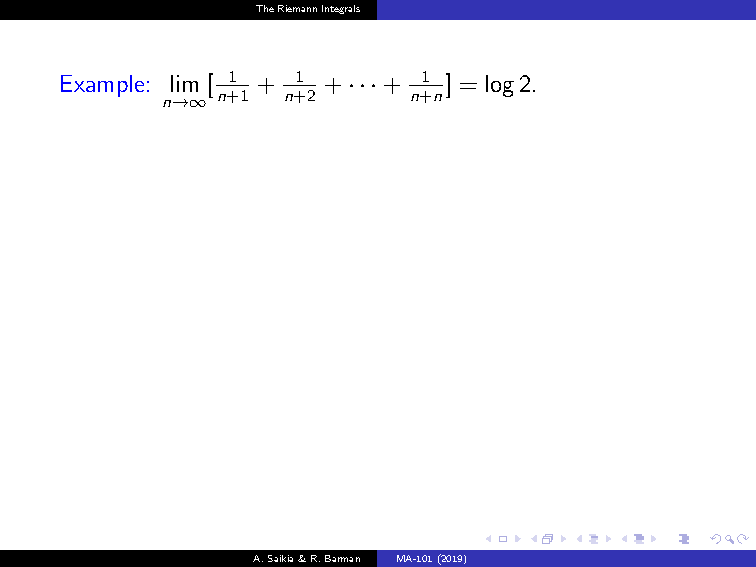 The Riemann Integrals
Example: lim_{n→∞} [1/(n+1) + 1/(n+2) + ··· + 1/(n+n)] = log 2.
A. Saikia & R. Barman MA-101 (2019)